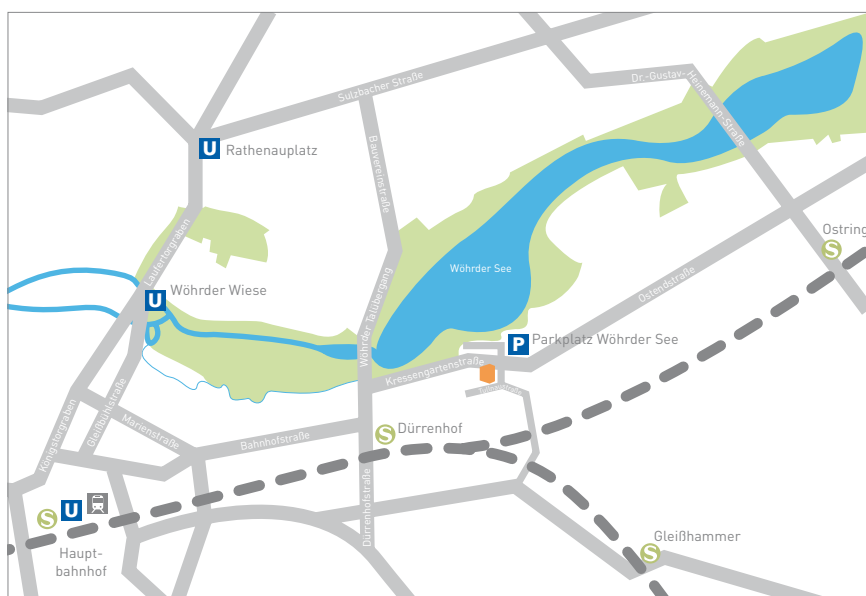 Sulzbacher Straße
Dr.-Gustav-
Heinemann-Straße
U
Rathenauplatz
Bauvereinstraße
Laufertorgraben
Ostring
S
Wöhrder See
Ostendstraße
U
Wöhrder Wiese
Wöhrder Talübergang
P
Parkplatz Wöhrder See
Kressengartenstraße
Königstorgraben
Gleißbühlstraße
Marienstraße
Bahnhofstraße
S
Dürrenhof
Dürrenhofstraße
S
U
Haupt-
bahnhof
Gleißhammer
S